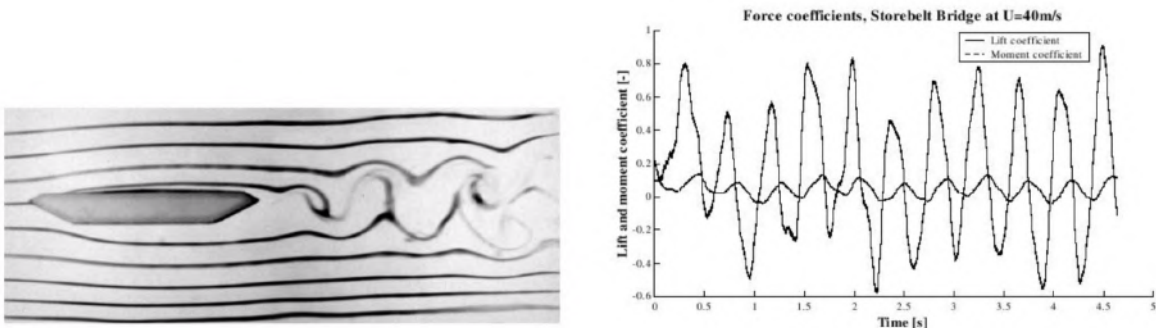 Force coefficients, Storebelt Bridge at U=40m/s
Lift coefficient
Moment coefficient
Lift and moment coefficient [-]
1
0.8
0.6
0.4
0.2
0
-0.2
-0.4
-0.6
0 0.5 1 1.5 2 2.5 3 3.5 4 4.5 5
Time [s]